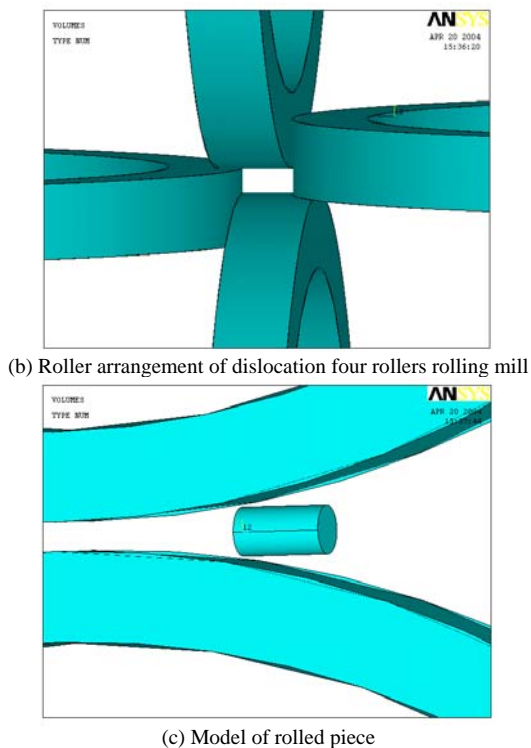 VOLUMES
TYPE NUM
ANSYS
APR 20 2004
15:36:20
(b) Roller arrangement of dislocation four rollers rolling mill
VOLUMES
TYPE NUM
ANSYS
APR 20 2004
12
(c) Model of rolled piece